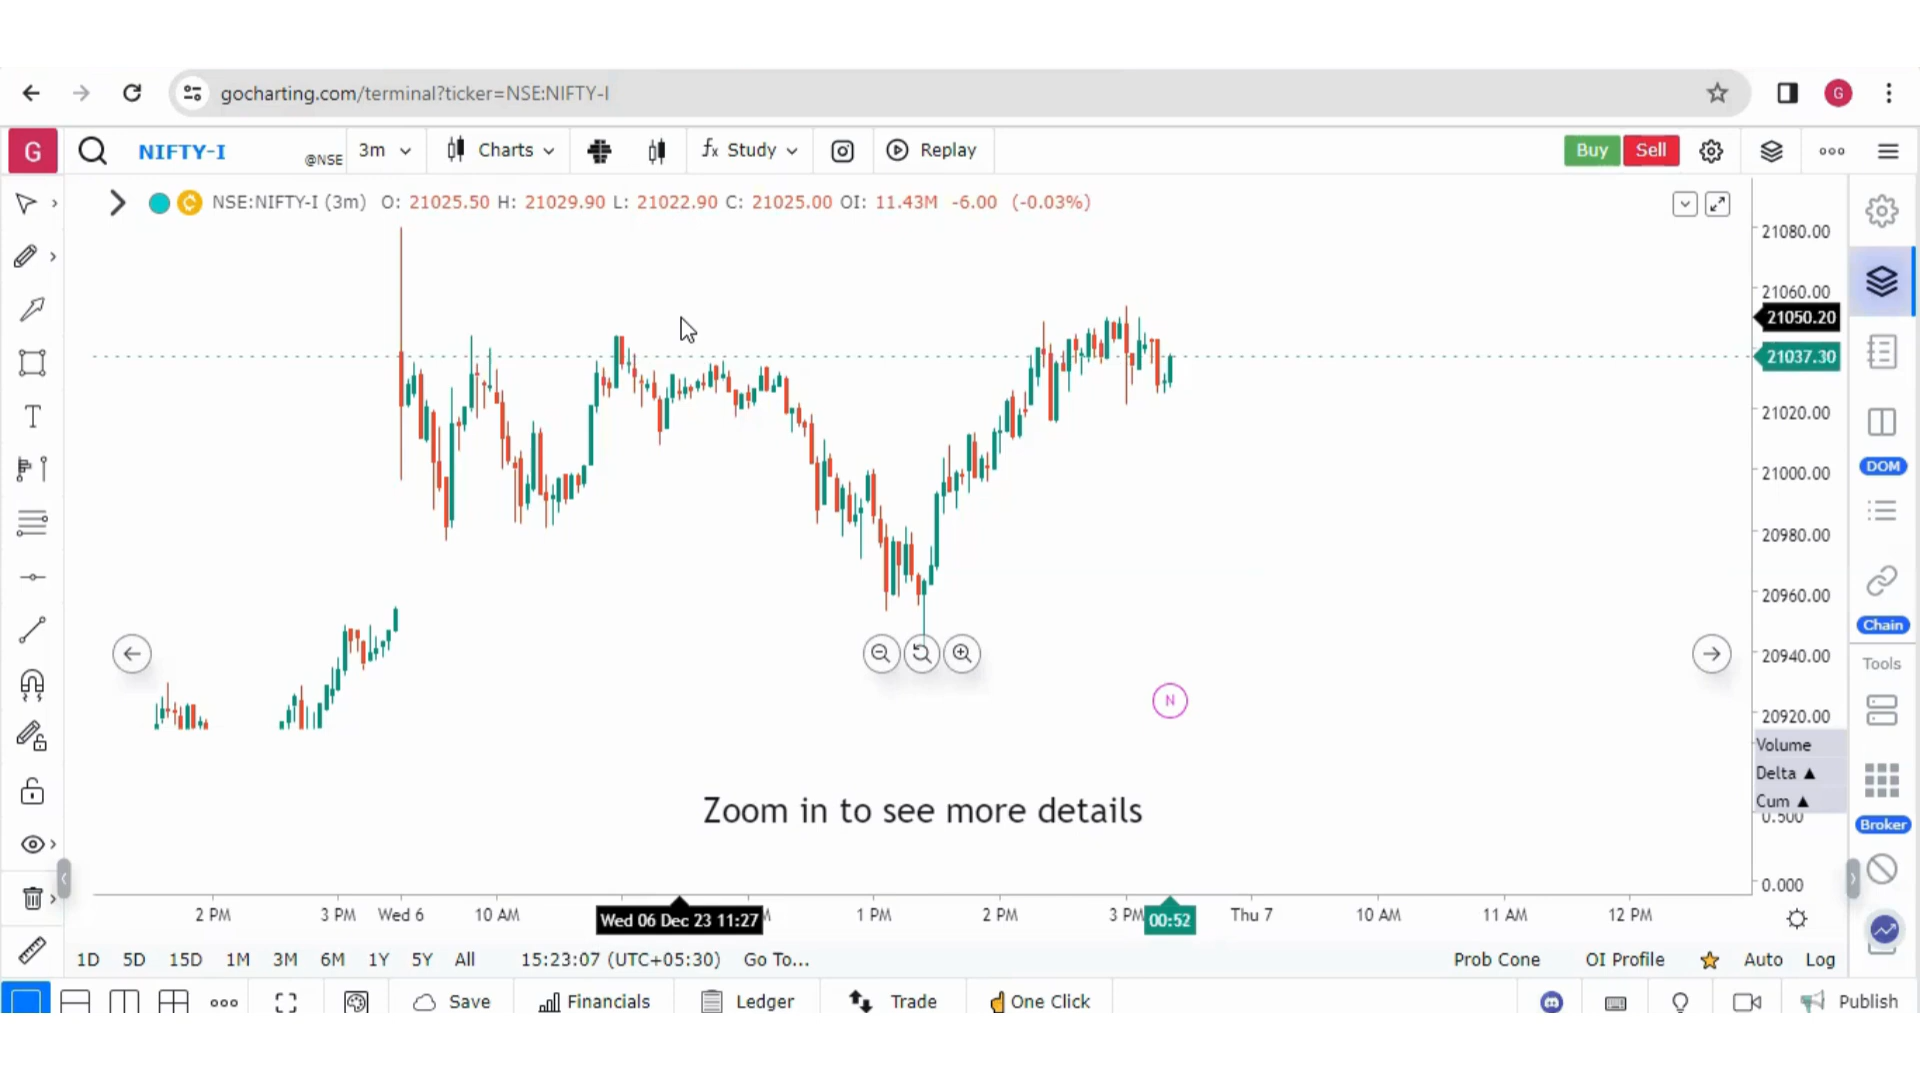 gocharting.com/terminal?ticker=NSE:NIFTY-I
G
G NIFTY-I @NSE 3m Charts fx Study Replay Buy Sell
NSE:NIFTY-I (3m) O: 21025.50 H: 21029.90 L: 21022.90 C: 21025.00 OI: 11.43M -6.00 (-0.03%)
21080.00
21060.00
21050.20
21037.30
21020.00
21000.00
20980.00
20960.00
20940.00
20920.00
T
DOM
Chain
Tools
Broker
N
Volume
Delta ▲
Cum ▲
0.500
0.000
Zoom in to see more details
2 PM 3 PM Wed 6 10 AM Wed 06 Dec 23 11:27 1 PM 2 PM 3 PM 00:52 Thu 7 10 AM 11 AM 12 PM
1D 5D 15D 1M 3M 6M 1Y 5Y All 15:23:07 (UTC+05:30) Go To... Prob Cone OI Profile Auto Log
Save Financials Ledger Trade One Click Publish